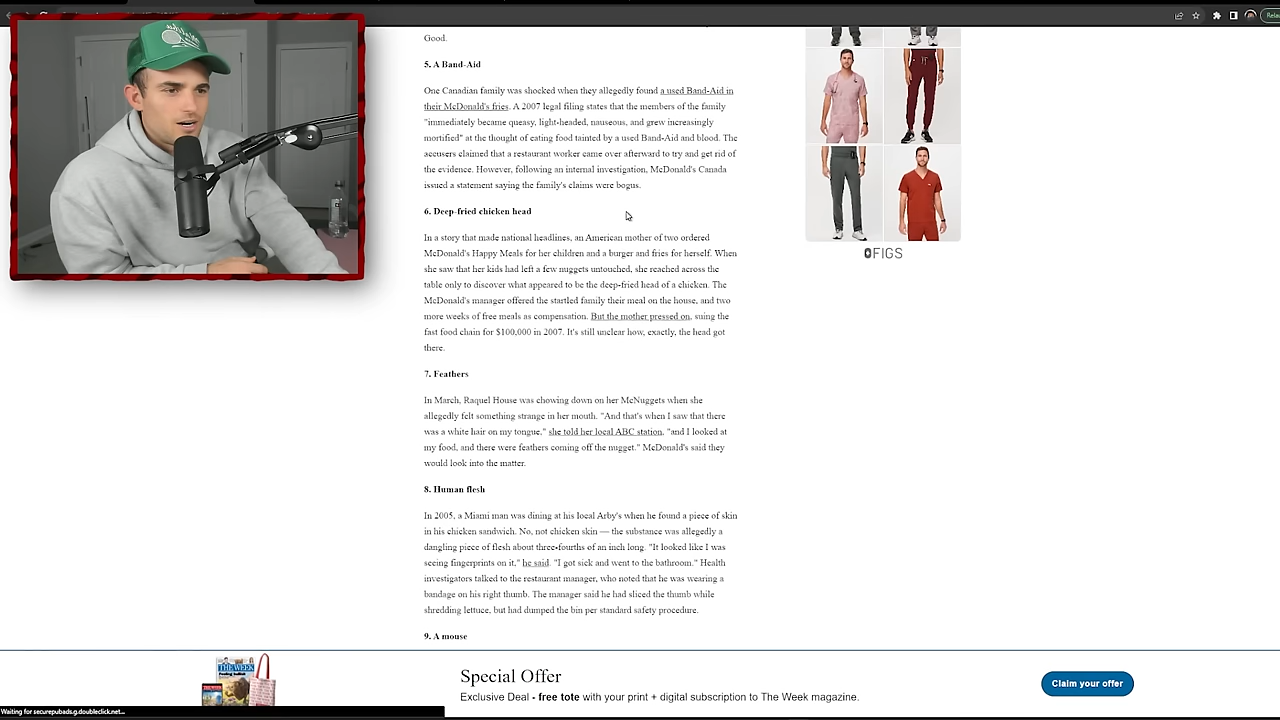 Rela
Good.
5. A Band-Aid
One Canadian family was shocked when they allegedly found a used Band-Aid in
their McDonald's fries. A 2007 legal filing states that the members of the family
"immediately became queasy, light-headed, nauseous, and grew increasingly
mortified" at the thought of eating food tainted by a used Band-Aid and blood. The
accusers claimed that a restaurant worker came over afterward to try and get rid of
the evidence. However, following an internal investigation, McDonald's Canada
issued a statement saying the family's claims were bogus.
6. Deep-fried chicken head
In a story that made national headlines, an American mother of two ordered
McDonald's Happy Meals for her children and a burger and fries for herself. When
she saw that her kids had left a few nuggets untouched, she reached across the
table only to discover what appeared to be the deep-fried head of a chicken. The
McDonald's manager offered the startled family their meal on the house, and two
more weeks of free meals as compensation. But the mother pressed on, suing the
fast food chain for $100,000 in 2007. It's still unclear how, exactly, the head got
there.
7. Feathers
In March, Raquel House was chowing down on her McNuggets when she
allegedly felt something strange in her mouth. "And that's when I saw that there
was a white hair on my tongue," she told her local ABC station, "and I looked at
my food, and there were feathers coming off the nugget." McDonald's said they
would look into the matter.
8. Human flesh
In 2005, a Miami man was dining at his local Arby's when he found a piece of skin
in his chicken sandwich. No, not chicken skin — the substance was allegedly a
dangling piece of flesh about three-fourths of an inch long. "It looked like I was
seeing fingerprints on it," he said. "I got sick and went to the bathroom." Health
investigators talked to the restaurant manager, who noted that he was wearing a
bandage on his right thumb. The manager said he had sliced the thumb while
shredding lettuce, but had dumped the bin per standard safety procedure.
9. A mouse
FIGS
THE WEEK
Special Offer
Exclusive Deal - free tote with your print + digital subscription to The Week magazine.
Claim your offer
Waiting for securepubads.g.doubleclick.net...